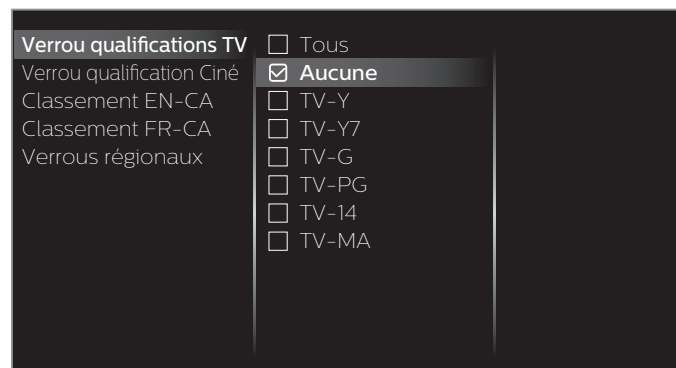 Verrou qualifications TV
Verrou qualification Ciné
Classement EN-CA
Classement FR-CA
Verrous régionaux
Tous
Aucune
TV-Y
TV-Y7
TV-G
TV-PG
TV-14
TV-MA